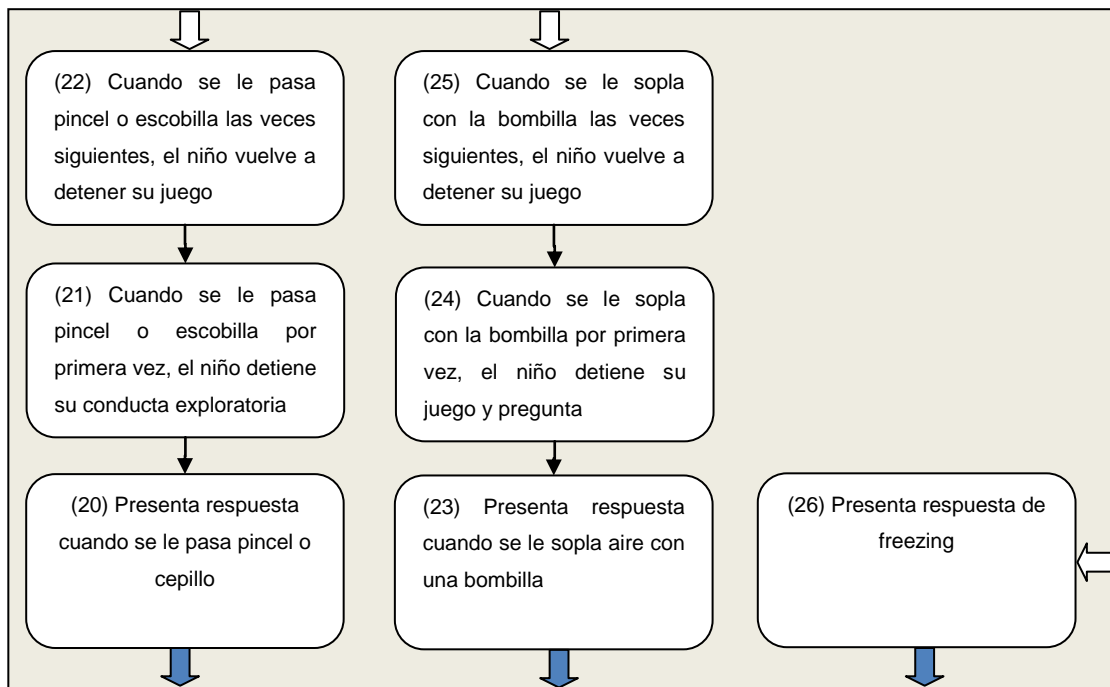 (22) Cuando se le pasa
pincel o escobilla las veces
siguientes, el niño vuelve a
detener su juego
(25) Cuando se le sopla
con la bombilla las veces
siguientes, el niño vuelve a
detener su juego
(21) Cuando se le pasa
pincel o escobilla por
primera vez, el niño detiene
su conducta exploratoria
(24) Cuando se le sopla
con la bombilla por primera
vez, el niño detiene su
juego y pregunta
(20) Presenta respuesta
cuando se le pasa pincel o
cepillo
(23) Presenta respuesta
cuando se le sopla aire con
una bombilla
(26) Presenta respuesta de
freezing